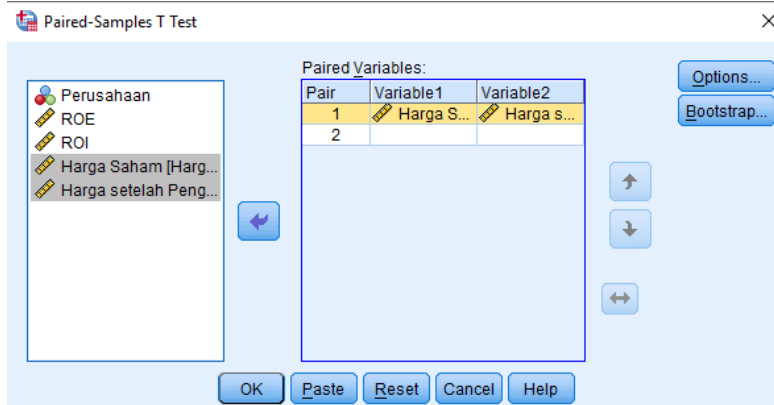 Paired-Samples T Test
Paired Variables:
Pair Variable1 Variable2
1 Harga S... Harga s...
2
Perusahaan
ROE
ROI
Harga Saham [Harg...
Harga setelah Peng...
Options...
Bootstrap...
OK Paste Reset Cancel Help